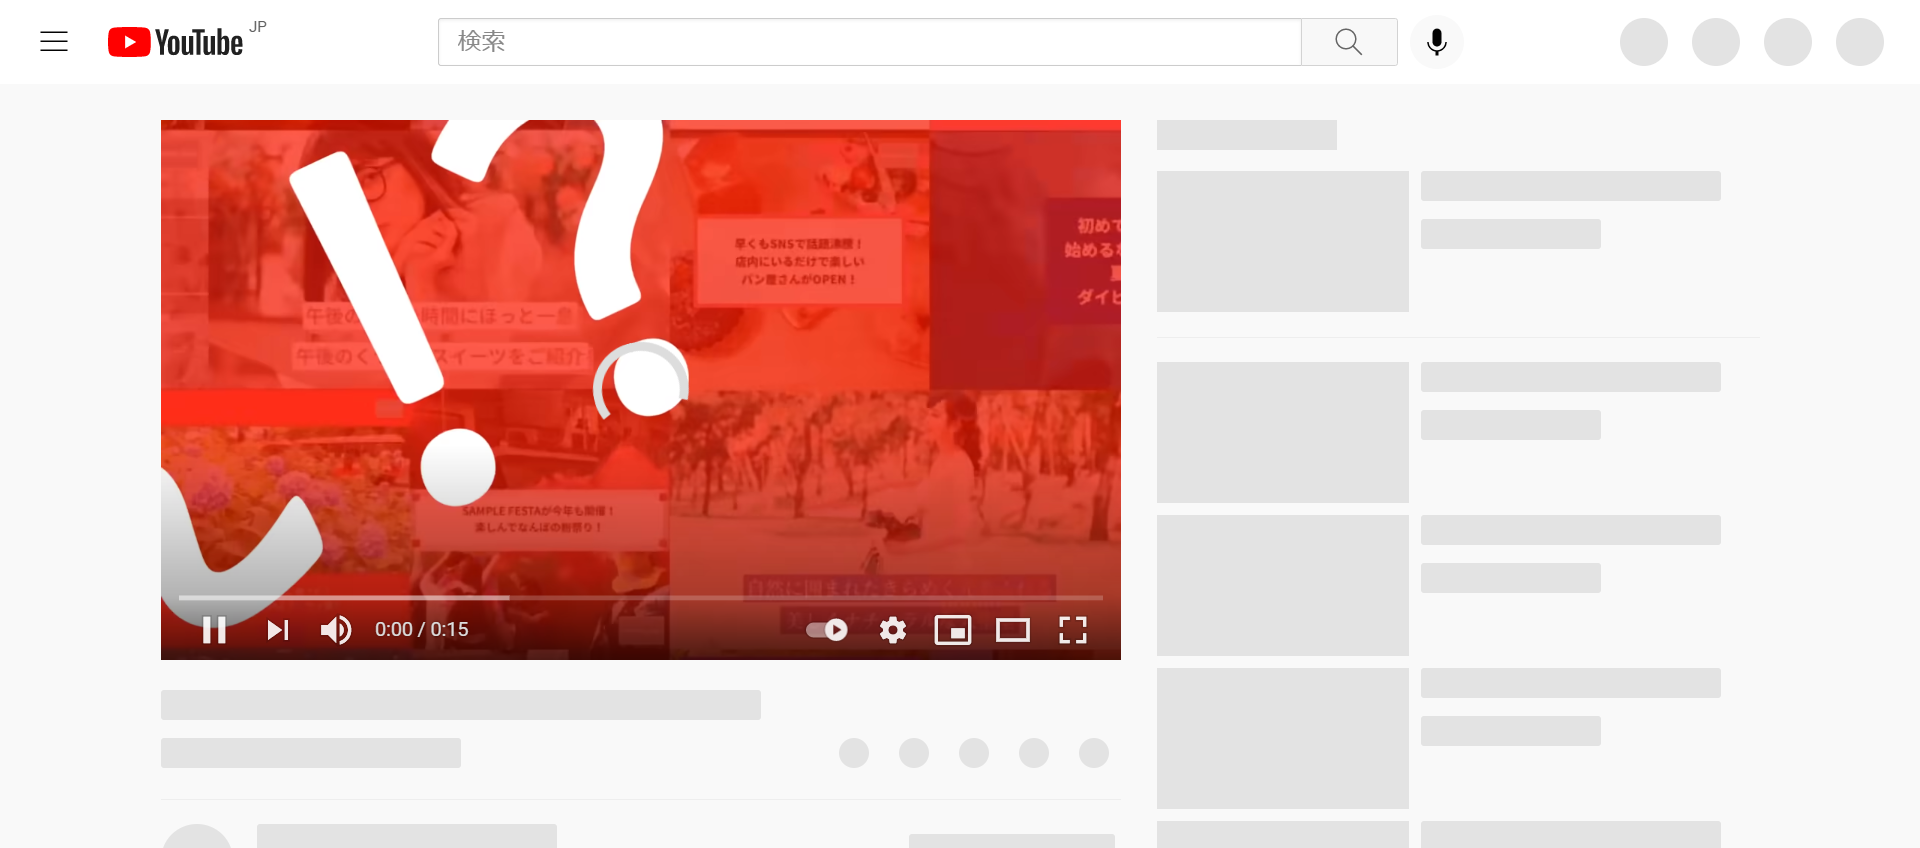 YouTube JP
検索
!?
早くもSNSで話題沸騰！
店内にいるだけで楽しい
パン屋さんがOPEN！
初めて
始める
ダイビ
午後の 時間にほっと一息
午後のく スイーツをご紹介
SAMPLE FESTAが今年も開催！
楽しんでなんぼの粉祭り！
自然に囲まれたきらめく
0:00 / 0:15